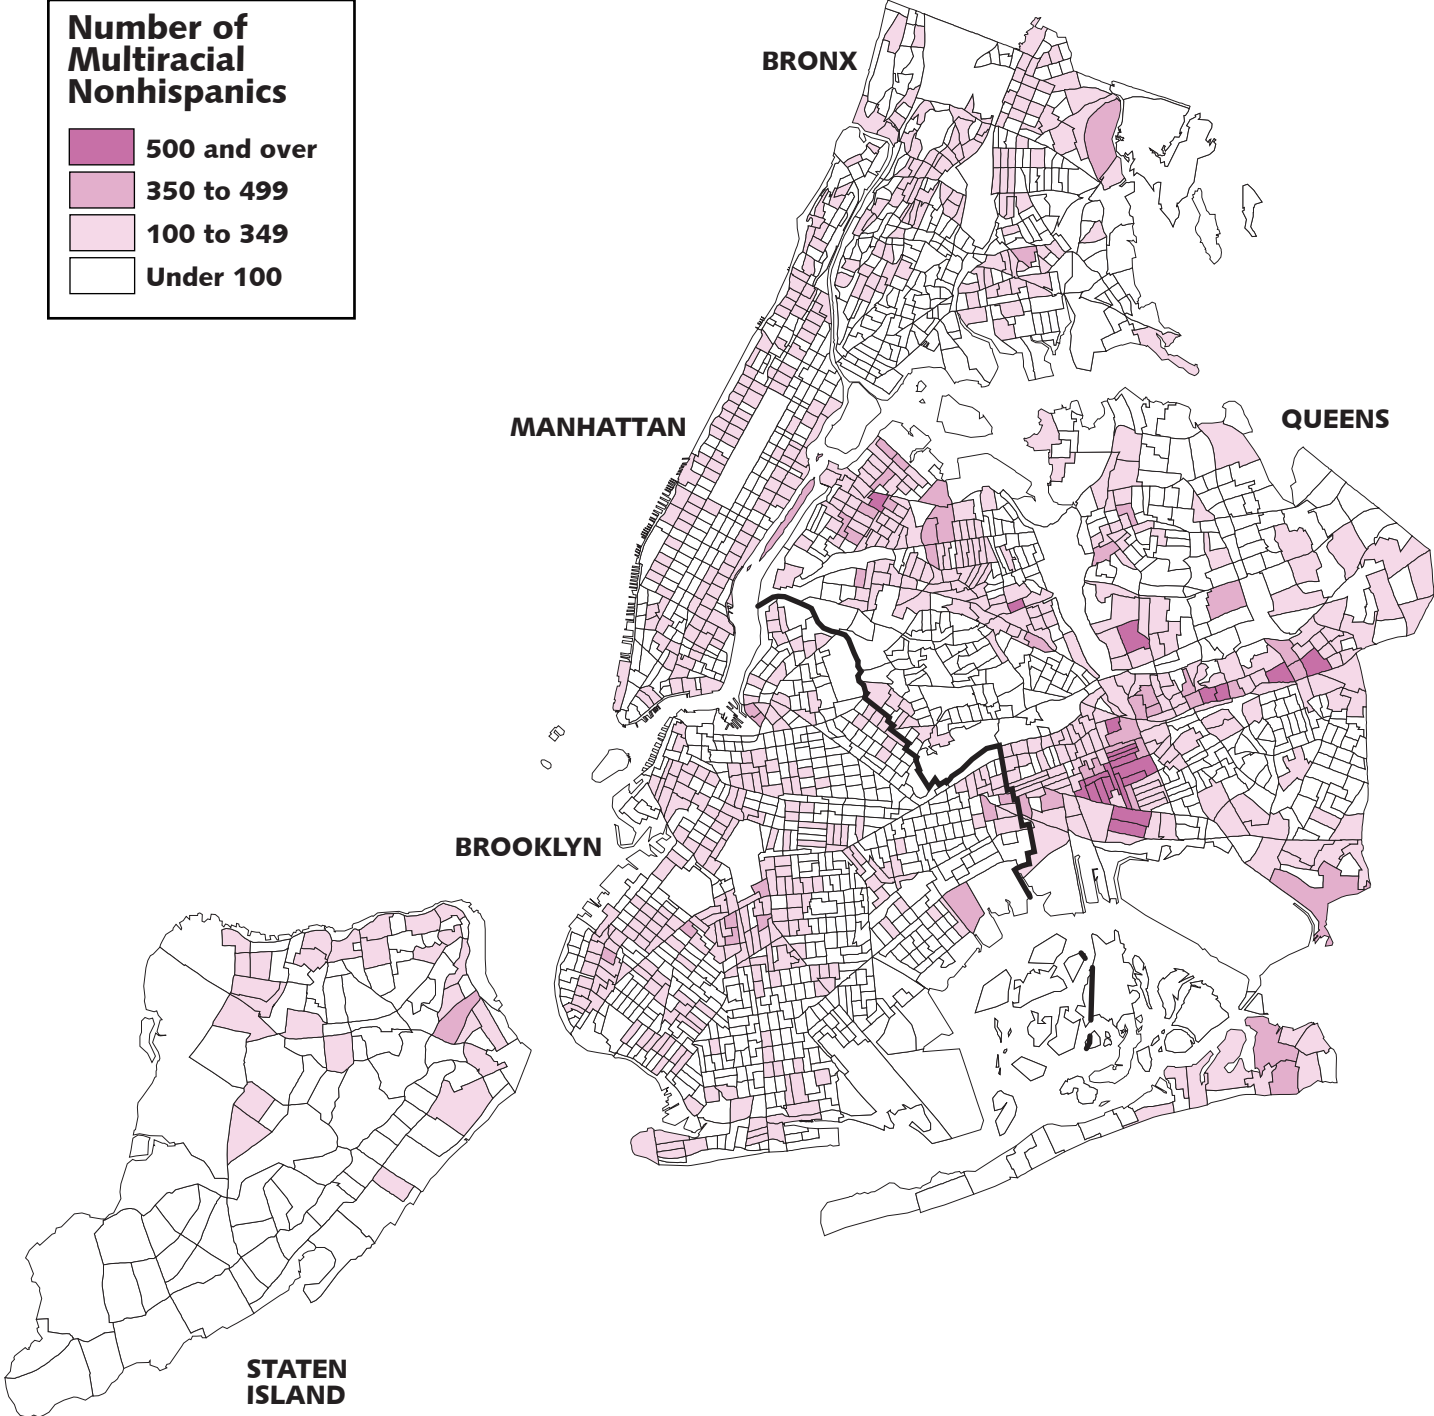 Number of
Multiracial
Nonhispanics
500 and over
350 to 499
100 to 349
Under 100
BRONX
MANHATTAN
QUEENS
BROOKLYN
STATEN
ISLAND